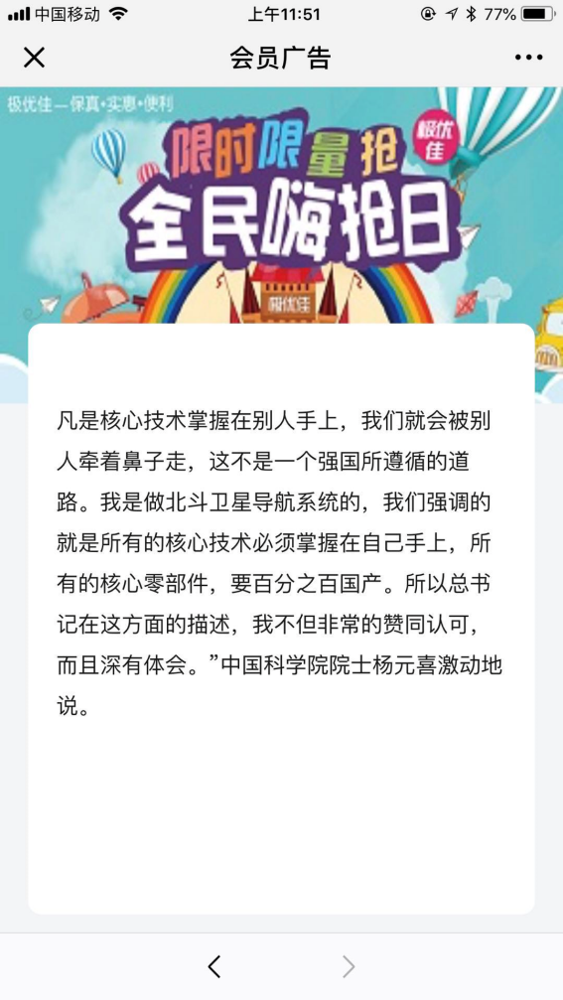 中国移动
上午11:51
77%
会员广告
极优佳—保真•实惠•便利
限时限量抢
极优
佳
全民嗨抢日
极优佳
凡是核心技术掌握在别人手上，我们就会被别
人牵着鼻子走，这不是一个强国所遵循的道
路。我是做北斗卫星导航系统的，我们强调的
就是所有的核心技术必须掌握在自己手上，所
有的核心零部件，要百分之百国产。所以总书
记在这方面的描述，我不但非常的赞同认可，
而且深有体会。”中国科学院院士杨元喜激动地
说。